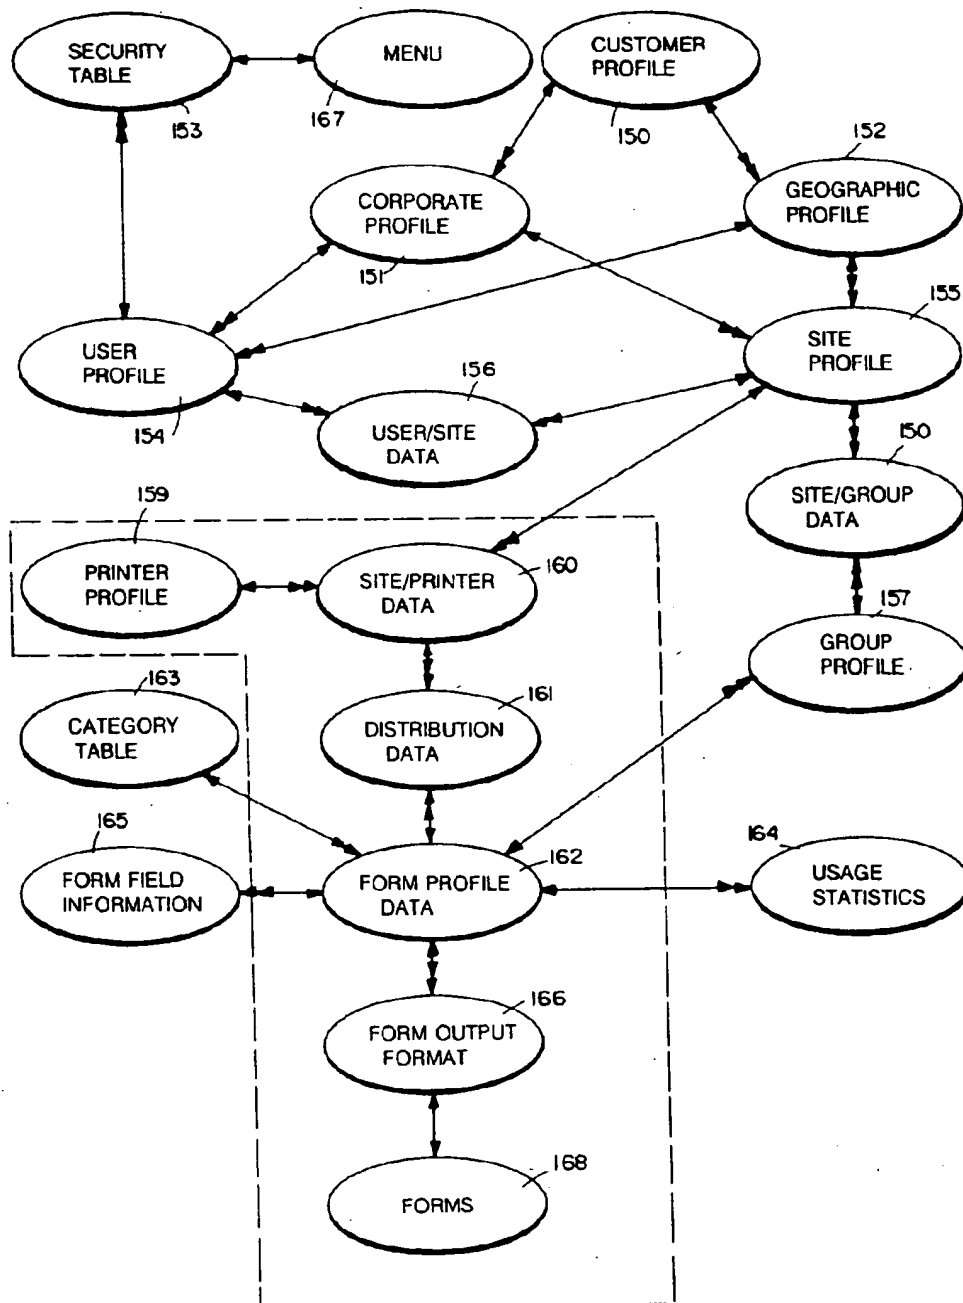 SECURITY
TABLE
153
MENU
167
CUSTOMER
PROFILE
150
152
GEOGRAPHIC
PROFILE
CORPORATE
PROFILE
151
155
SITE
PROFILE
USER
PROFILE
154
156
USER/SITE
DATA
150
SITE/GROUP
DATA
159
PRINTER
PROFILE
SITE/PRINTER
DATA
160
157
GROUP
PROFILE
163
CATEGORY
TABLE
161
DISTRIBUTION
DATA
165
FORM FIELD
INFORMATION
162
FORM PROFILE
DATA
164
USAGE
STATISTICS
166
FORM OUTPUT
FORMAT
168
FORMS